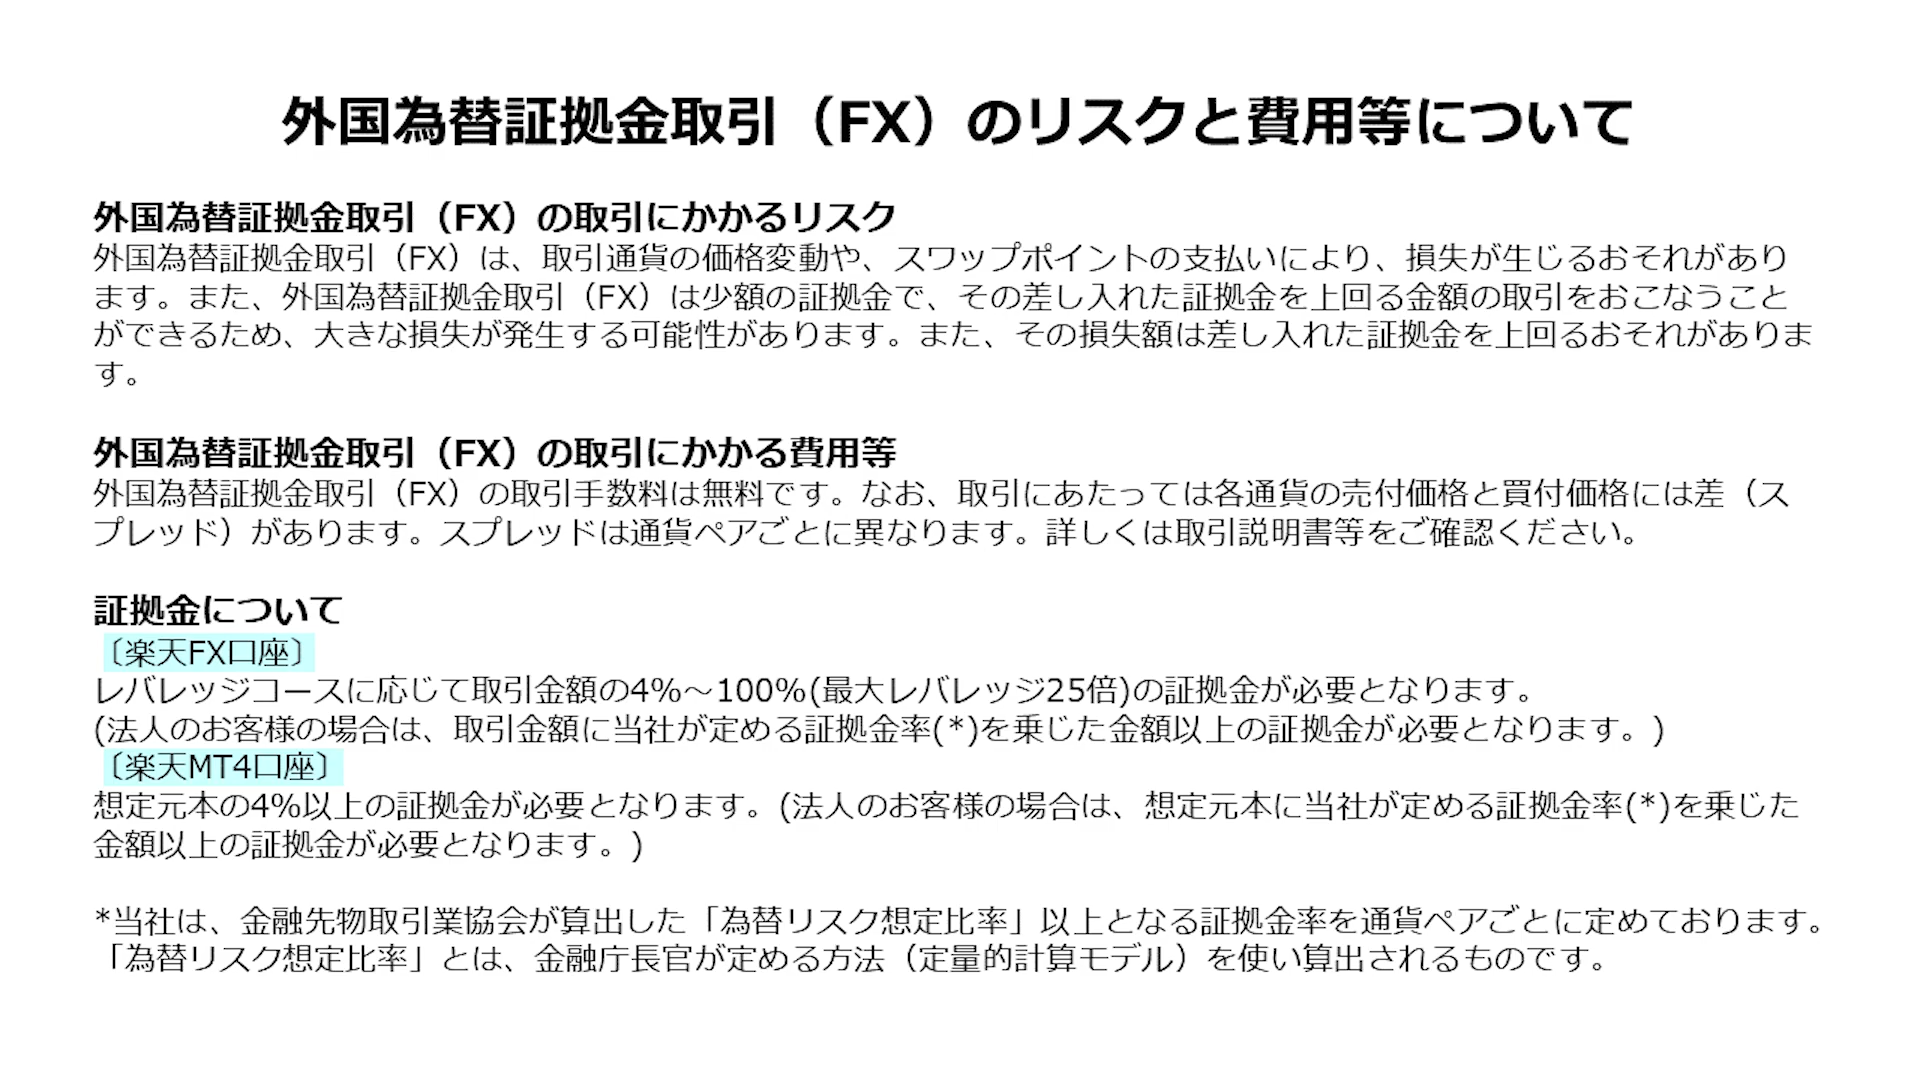 外国為替証拠金取引（FX）のリスクと費用等について
外国為替証拠金取引（FX）の取引にかかるリスク
外国為替証拠金取引（FX）は、取引通貨の価格変動や、スワップポイントの支払いにより、損失が生じるおそれがあり
ます。また、外国為替証拠金取引（FX）は少額の証拠金で、その差し入れた証拠金を上回る金額の取引をおこなうこと
ができるため、大きな損失が発生する可能性があります。また、その損失額は差し入れた証拠金を上回るおそれがありま
す。
外国為替証拠金取引（FX）の取引にかかる費用等
外国為替証拠金取引（FX）の取引手数料は無料です。なお、取引にあたっては各通貨の売付価格と買付価格には差（ス
プレッド）があります。スプレッドは通貨ペアごとに異なります。詳しくは取引説明書等をご確認ください。
証拠金について
〔楽天FX口座〕
レバレッジコースに応じて取引金額の4%～100%(最大レバレッジ25倍)の証拠金が必要となります。
(法人のお客様の場合は、取引金額に当社が定める証拠金率(*)を乗じた金額以上の証拠金が必要となります。)
〔楽天MT4口座〕
想定元本の4%以上の証拠金が必要となります。(法人のお客様の場合は、想定元本に当社が定める証拠金率(*)を乗じた
金額以上の証拠金が必要となります。)
*当社は、金融先物取引業協会が算出した「為替リスク想定比率」以上となる証拠金率を通貨ペアごとに定めております。
「為替リスク想定比率」とは、金融庁長官が定める方法（定量的計算モデル）を使い算出されるものです。